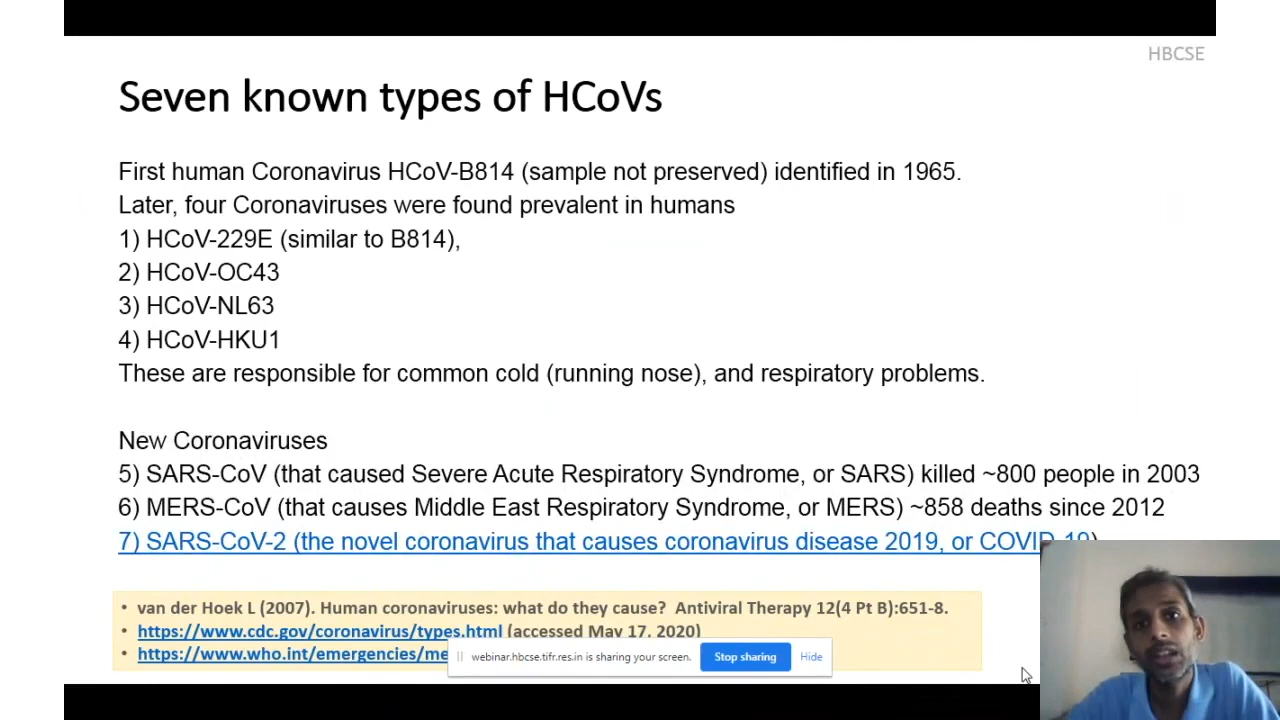 HBCSE
Seven known types of HCoVs
First human Coronavirus HCoV-B814 (sample not preserved) identified in 1965.
Later, four Coronaviruses were found prevalent in humans
1) HCoV-229E (similar to B814),
2) HCoV-OC43
3) HCoV-NL63
4) HCoV-HKU1
These are responsible for common cold (running nose), and respiratory problems.
New Coronaviruses
5) SARS-CoV (that caused Severe Acute Respiratory Syndrome, or SARS) killed ~800 people in 2003
6) MERS-CoV (that causes Middle East Respiratory Syndrome, or MERS) ~858 deaths since 2012
7) SARS-CoV-2 (the novel coronavirus that causes coronavirus disease 2019, or COVID-19)
• van der Hoek L (2007). Human coronaviruses: what do they cause? Antiviral Therapy 12(4 Pt B):651-8.
• https://www.cdc.gov/coronavirus/types.html (accessed May 17, 2020)
• https://www.who.int/emergencies/me
webinar.hbcse.tifr.res.in is sharing your screen. Stop sharing Hide